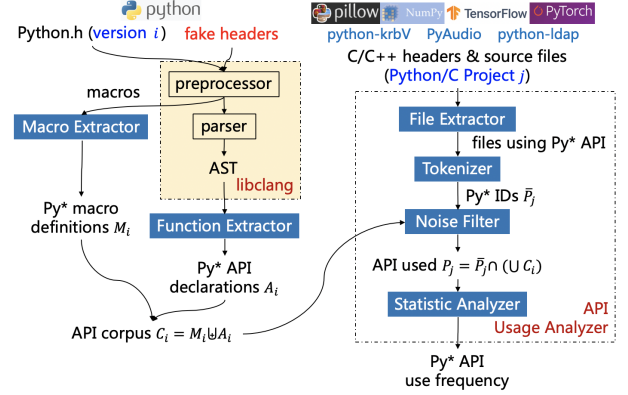 python
Python.h (version i)
fake headers
preprocessor
macros
Macro Extractor
parser
AST
libclang
Py* macro
definitions Mᵢ
Function Extractor
Py* API
declarations Aᵢ
API corpus Cᵢ = Mᵢ⊎Aᵢ
pillow
NumPy
TensorFlow
PyTorch
python-krbV PyAudio python-ldap
C/C++ headers & source files
(Python/C Project j)
File Extractor
files using Py* API
Tokenizer
Py* IDs P̄ⱼ
Noise Filter
API used Pⱼ = P̄ⱼ∩ (∪ Cᵢ)
Statistic Analyzer
API
Usage Analyzer
Py* API
use frequency